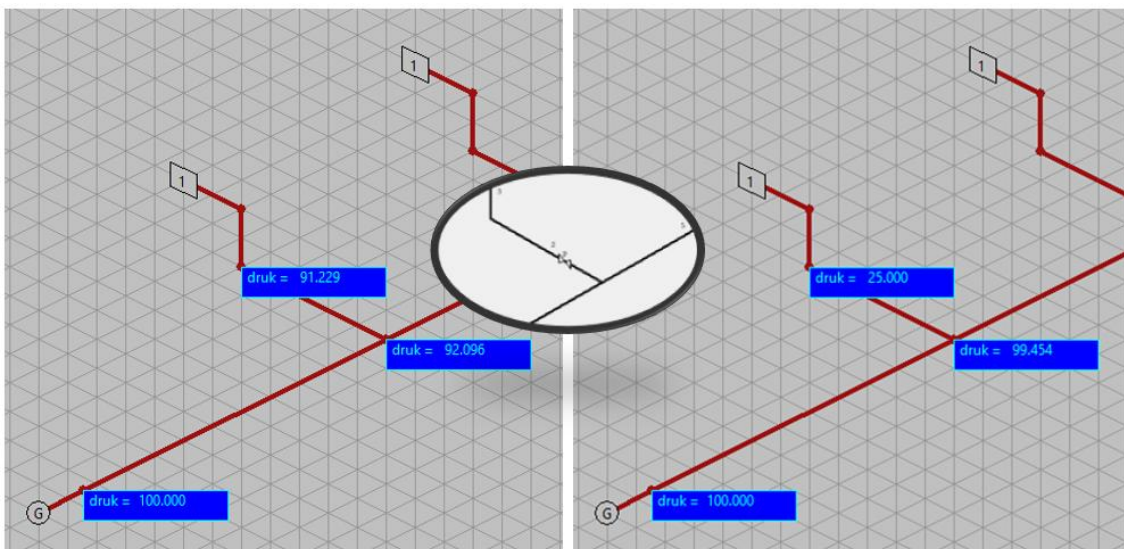 1
1
druk = 91.229
druk = 92.096
druk = 100.000
G
1
1
druk = 25.000
druk = 99.454
druk = 100.000
G